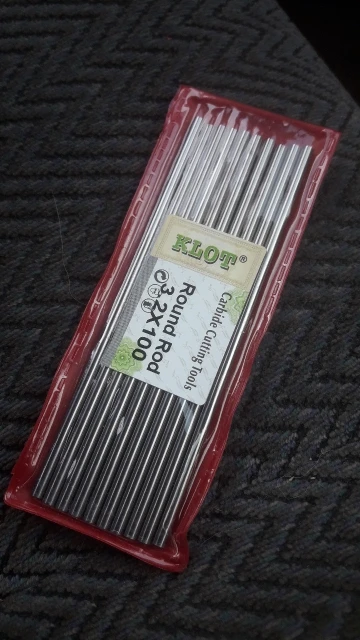 KLOT®
Carbide Cutting Tools
Round Rod
3.2X100